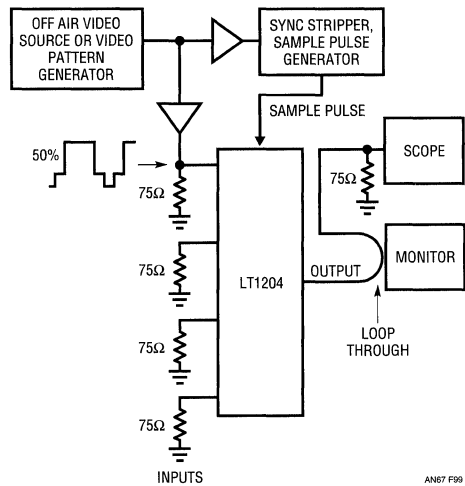 OFF AIR VIDEO
SOURCE OR VIDEO
PATTERN
GENERATOR
SYNC STRIPPER,
SAMPLE PULSE
GENERATOR
SAMPLE PULSE
50%
75Ω
75Ω
75Ω
75Ω
INPUTS
LT1204
OUTPUT
75Ω
SCOPE
MONITOR
LOOP
THROUGH
AN67 F99